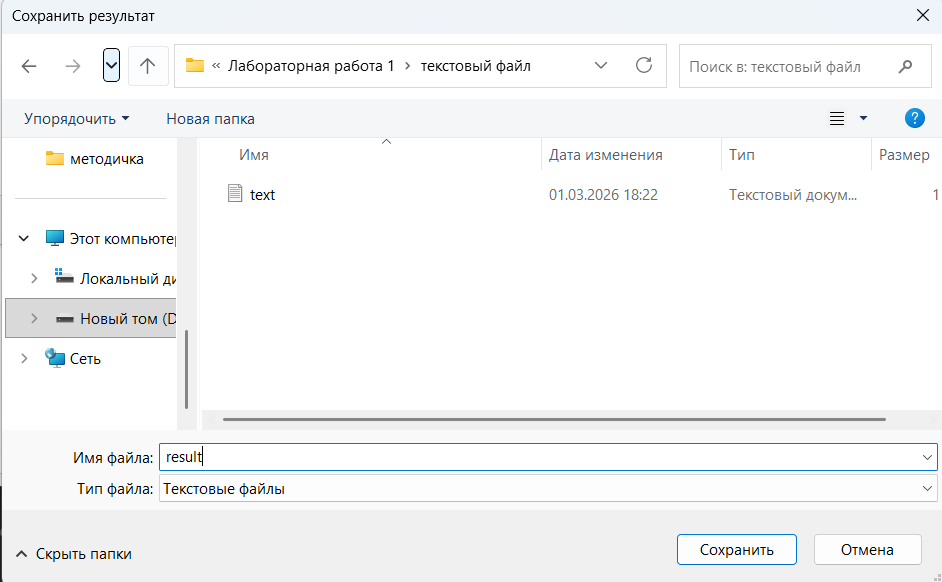 Сохранить результат
« Лабораторная работа 1 › текстовый файл
Поиск в: текстовый файл
Упорядочить
Новая папка
?
методичка
Этот компьютер
Локальный ди
Новый том (D
Сеть
Имя
Дата изменения
Тип
Размер
text
01.03.2026 18:22
Текстовый докум...
1
Имя файла:
result
Тип файла:
Текстовые файлы
Скрыть папки
Сохранить
Отмена